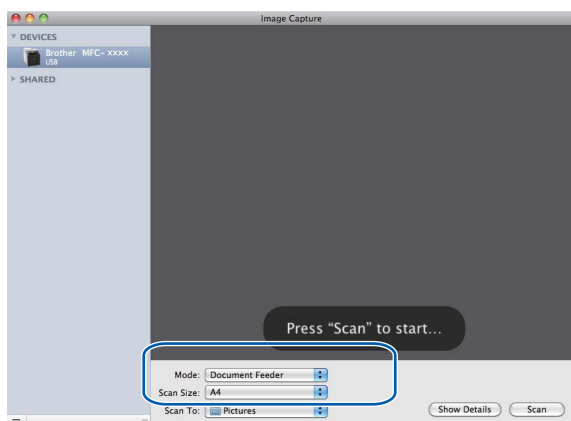 Image Capture
DEVICES
Brother MFC- xxxx
USB
SHARED
Press “Scan” to start...
Mode: Document Feeder
Scan Size: A4
Scan To: Pictures
Show Details Scan